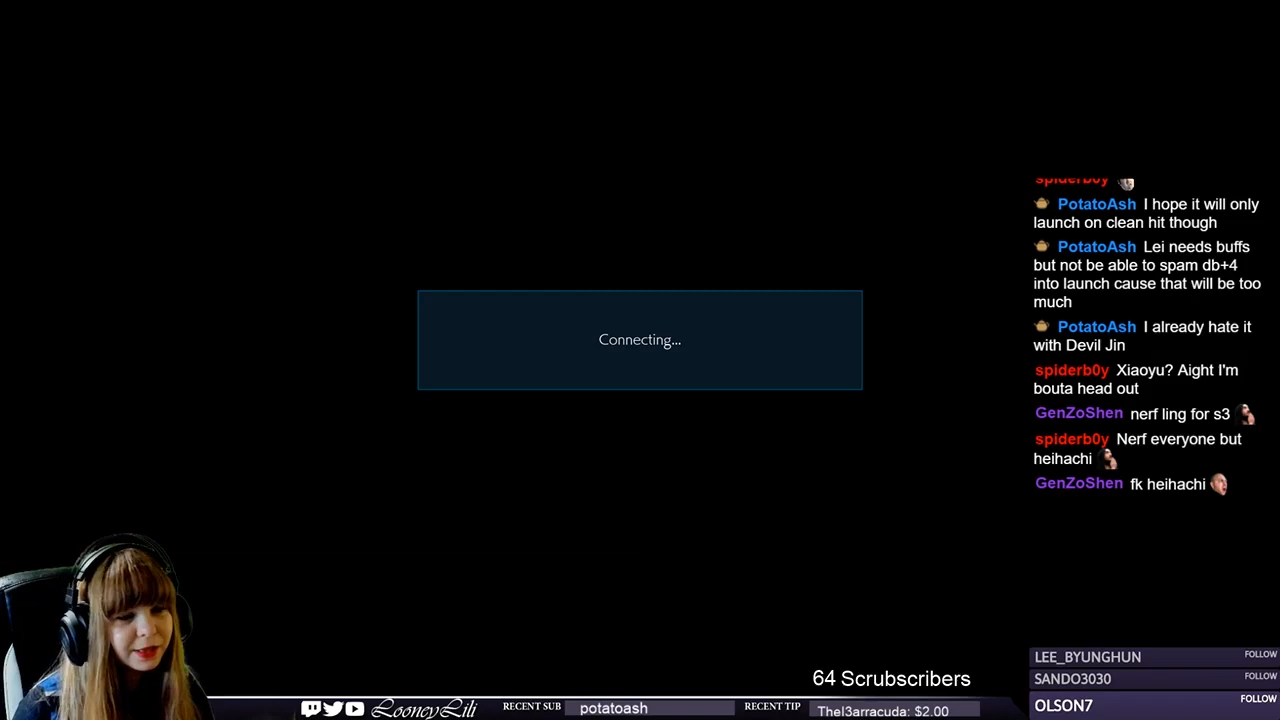 spiderb0y
PotatoAsh I hope it will only
launch on clean hit though
PotatoAsh Lei needs buffs
but not be able to spam db+4
into launch cause that will be too
much
PotatoAsh I already hate it
with Devil Jin
spiderb0y Xiaoyu? Aight I'm
bouta head out
GenZoShen nerf ling for s3
spiderb0y Nerf everyone but
heihachi
GenZoShen fk heihachi
Connecting...
64 Scrubscribers
LEE_BYUNGHUN FOLLOW
SANDO3030 FOLLOW
OLSON7 FOLLOW
LooneyLili RECENT SUB potatoash RECENT TIP TheI3arracuda: $2.00